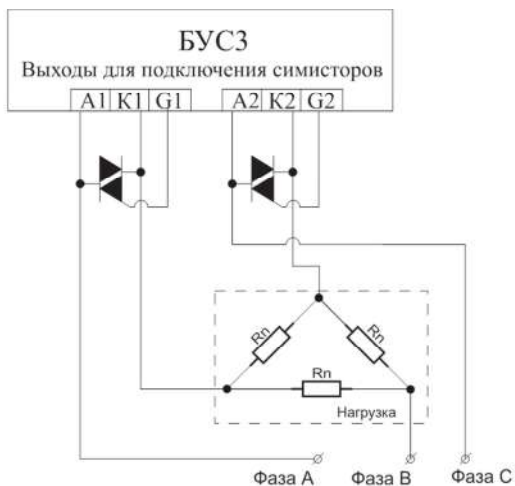 БУС3
Выходы для подключения симисторов
A1 K1 G1 A2 K2 G2
Rn Rn
Rn
Нагрузка
Фаза A Фаза B Фаза C